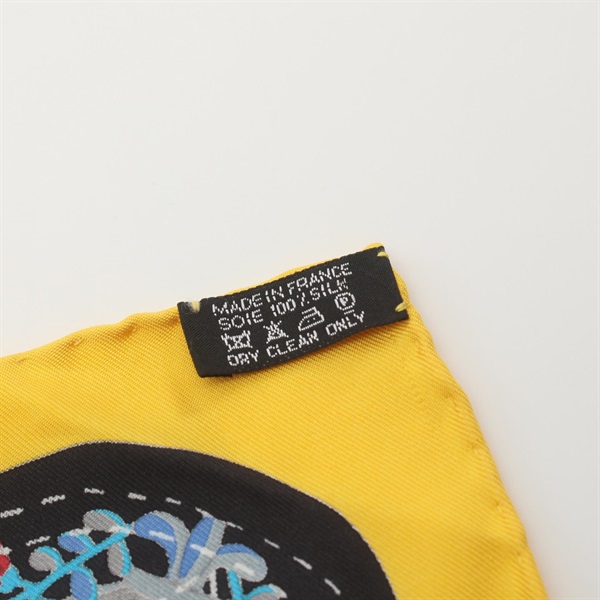 MADE IN FRANCE
SOIE 100% SILK
P
DRY CLEAN ONLY